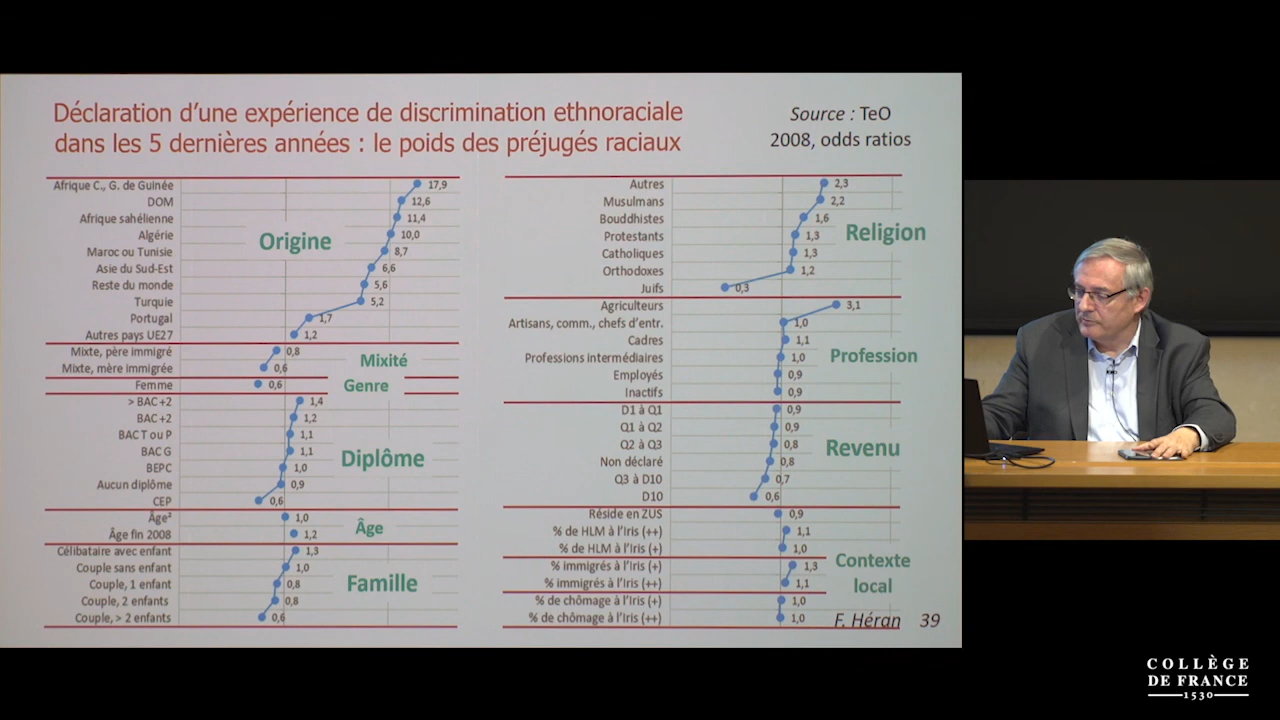 Déclaration d'une expérience de discrimination ethnoraciale
dans les 5 dernières années : le poids des préjugés raciaux
Source : TeO
2008, odds ratios
Afrique C., G. de Guinée 17,9
DOM 12,6
Afrique sahélienne 11,4
Algérie 10,0
Maroc ou Tunisie 8,7
Asie du Sud-Est 6,6
Reste du monde 5,6
Turquie 5,2
Portugal 1,7
Autres pays UE27 1,2
Origine
Mixte, père immigré 0,8
Mixte, mère immigrée 0,6
Mixité
Femme 0,6
Genre
> BAC+2 1,4
BAC+2 1,2
BAC T ou P 1,1
BAC G 1,1
BEPC 1,0
Aucun diplôme 0,9
CEP 0,6
Diplôme
Âge² 1,0
Âge fin 2008 1,2
Âge
Célibataire avec enfant 1,3
Couple sans enfant 1,0
Couple, 1 enfant 0,8
Couple, 2 enfants 0,8
Couple, > 2 enfants 0,6
Famille
Autres 2,3
Musulmans 2,2
Bouddhistes 1,6
Protestants 1,3
Catholiques 1,3
Orthodoxes 1,2
Juifs 0,3
Religion
Agriculteurs 3,1
Artisans, comm., chefs d'entr. 1,0
Cadres 1,1
Professions intermédiaires 1,0
Employés 0,9
Inactifs 0,9
Profession
D1 à Q1 0,9
Q1 à Q2 0,9
Q2 à Q3 0,8
Non déclaré 0,8
Q3 à D10 0,7
D10 0,6
Revenu
Réside en ZUS 0,9
% de HLM à l'Iris (++) 1,1
% de HLM à l'Iris (+) 1,0
% immigrés à l'Iris (+) 1,3
% immigrés à l'Iris (++) 1,1
% de chômage à l'Iris (+) 1,0
% de chômage à l'Iris (++) 1,0
Contexte
local
F. Héran 39
COLLÈGE
DE FRANCE
1530